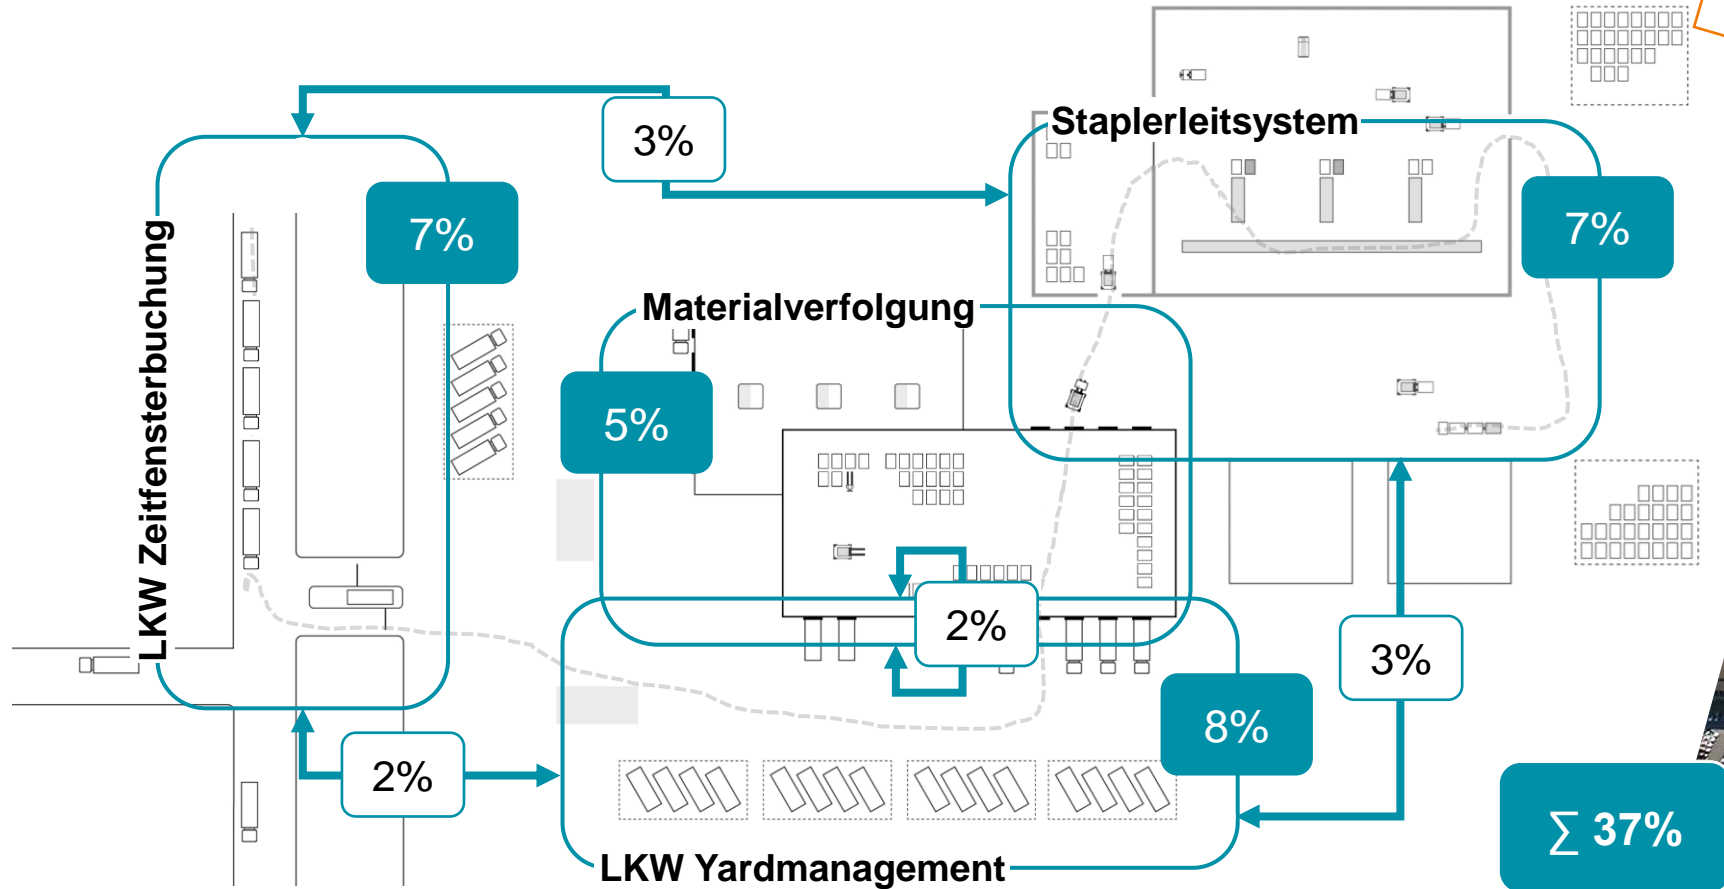 3%
Staplerleitsystem
7%
7%
LKW Zeitfensterbuchung
Materialverfolgung
5%
2%
3%
8%
2%
∑ 37%
LKW Yardmanagement